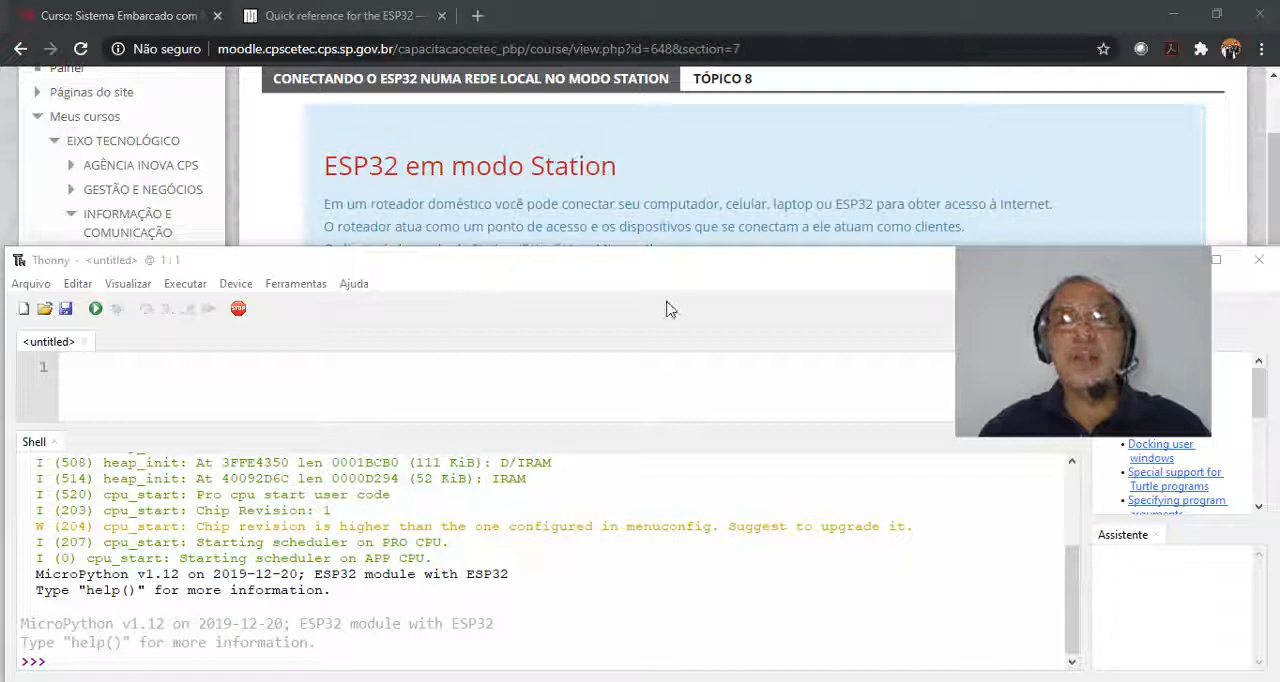 Curso: Sistema Embarcado com
Quick reference for the ESP32 —
Não seguro
moodle.cpscetec.cps.sp.gov.br/capacitacaocetec_pbp/course/view.php?id=648&section=7
Painel
Páginas do site
Meus cursos
EIXO TECNOLÓGICO
AGÊNCIA INOVA CPS
GESTÃO E NEGÓCIOS
INFORMAÇÃO E
COMUNICAÇÃO
CONECTANDO O ESP32 NUMA REDE LOCAL NO MODO STATION
TÓPICO 8
ESP32 em modo Station
Em um roteador doméstico você pode conectar seu computador, celular, laptop ou ESP32 para obter acesso à Internet.
O roteador atua como um ponto de acesso e os dispositivos que se conectam a ele atuam como clientes.
Thonny - <untitled> @ 1:1
Arquivo Editar Visualizar Executar Device Ferramentas Ajuda
STOP
<untitled>
1
Shell
I (508) heap_init: At 3FFE4350 len 0001BCB0 (111 KiB): D/IRAM
I (514) heap_init: At 40092D6C len 0000D294 (52 KiB): IRAM
I (520) cpu_start: Pro cpu start user code
I (203) cpu_start: Chip Revision: 1
W (204) cpu_start: Chip revision is higher than the one configured in menuconfig. Suggest to upgrade it.
I (207) cpu_start: Starting scheduler on PRO CPU.
I (0) cpu_start: Starting scheduler on APP CPU.
MicroPython v1.12 on 2019-12-20; ESP32 module with ESP32
Type "help()" for more information.
MicroPython v1.12 on 2019-12-20; ESP32 module with ESP32
Type "help()" for more information.
>>>
Docking user
windows
Special support for
Turtle programs
Specifying program
arguments
Assistente